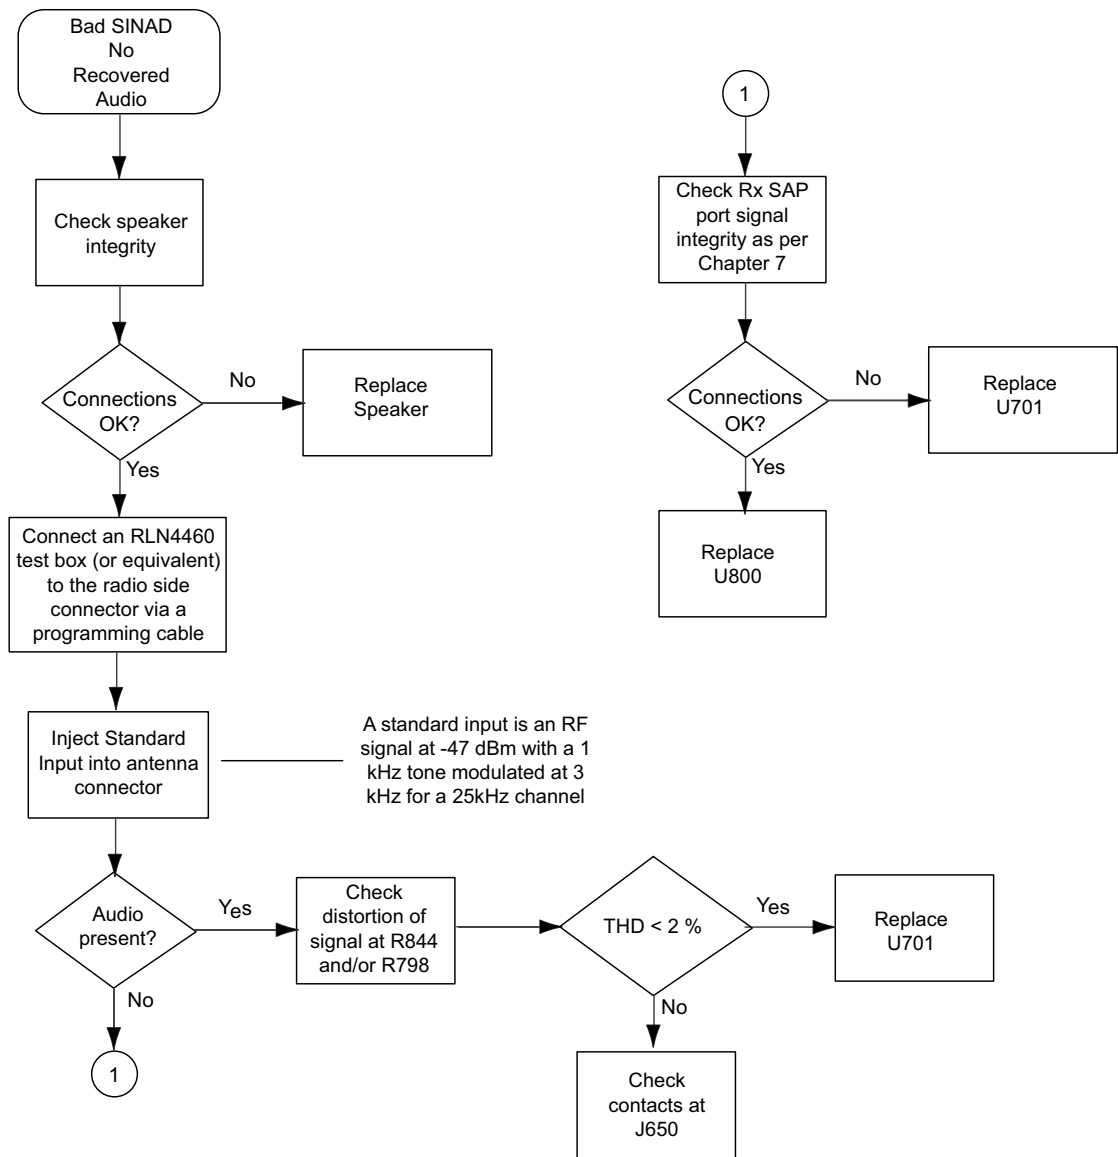 Bad SINAD
No
Recovered
Audio
Check speaker
integrity
Connections
OK?
No
Replace
Speaker
Yes
Connect an RLN4460
test box (or equivalent)
to the radio side
connector via a
programming cable
Inject Standard
Input into antenna
connector
A standard input is an RF
signal at -47 dBm with a 1
kHz tone modulated at 3
kHz for a 25kHz channel
Audio
present?
Yes
Check
distortion of
signal at R844
and/or R798
THD < 2 %
Yes
Replace
U701
No
Check
contacts at
J650
No
1
1
Check Rx SAP
port signal
integrity as per
Chapter 7
Connections
OK?
No
Replace
U701
Yes
Replace
U800